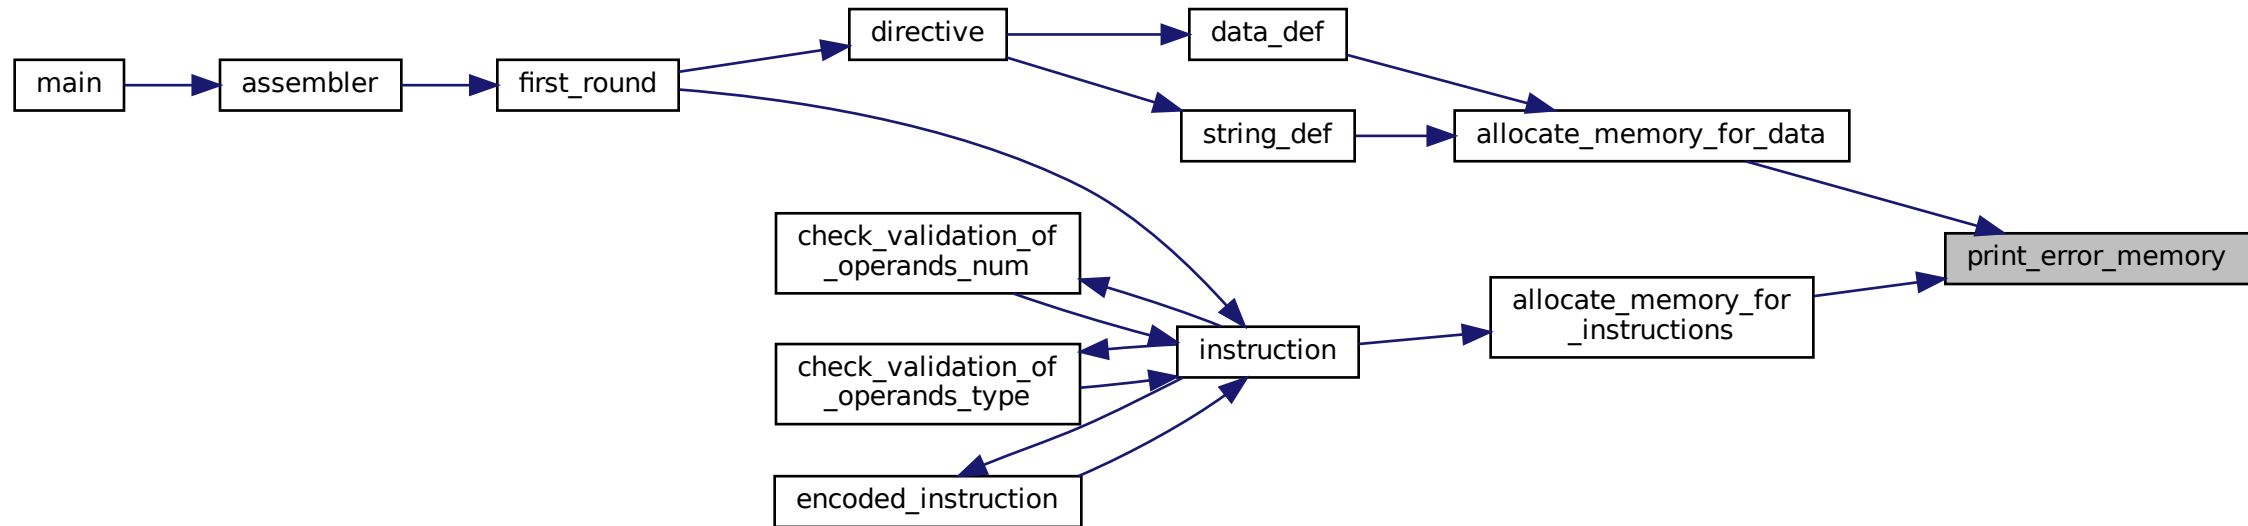 directive
data_def
main
assembler
first_round
string_def
allocate_memory_for_data
check_validation_of
_operands_num
print_error_memory
allocate_memory_for
_instructions
instruction
check_validation_of
_operands_type
encoded_instruction